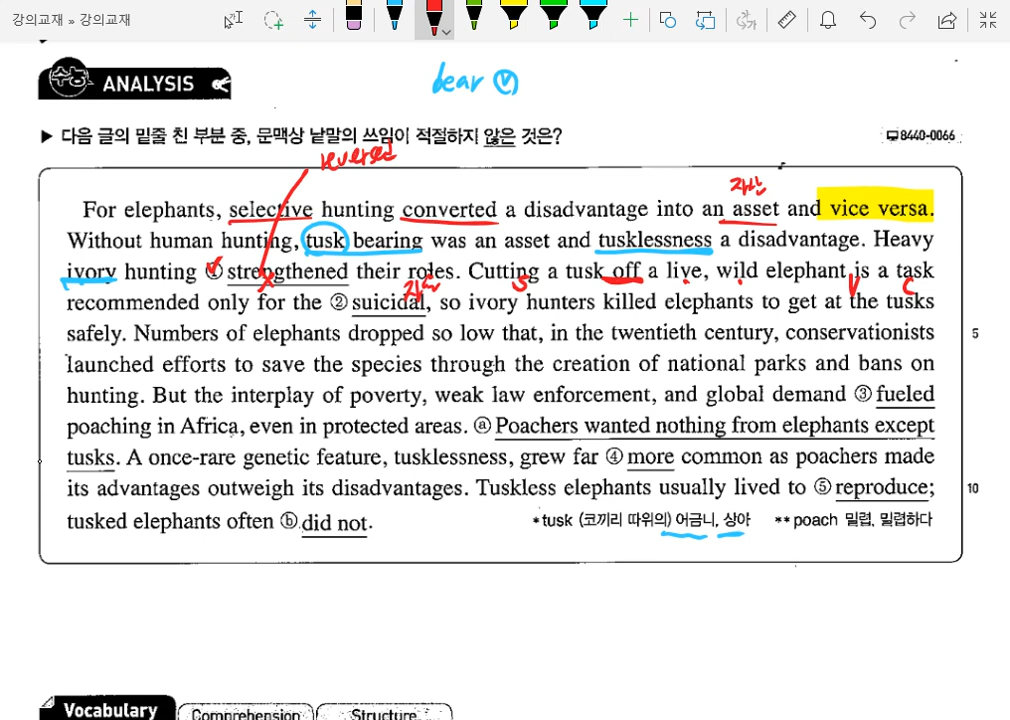 강의교재 » 강의교재
수능 ANALYSIS
bear ⓥ
▶ 다음 글의 밑줄 친 부분 중, 문맥상 낱말의 쓰임이 적절하지 않은 것은?
8440-0066
revered
자산
For elephants, selective hunting converted a disadvantage into an asset and vice versa.
Without human hunting, tusk bearing was an asset and tusklessness a disadvantage. Heavy
ivory hunting ① strengthened their roles. Cutting a tusk off a live, wild elephant is a task
S V C
recommended only for the ② suicidal, so ivory hunters killed elephants to get at the tusks
safely. Numbers of elephants dropped so low that, in the twentieth century, conservationists
5
launched efforts to save the species through the creation of national parks and bans on
hunting. But the interplay of poverty, weak law enforcement, and global demand ③ fueled
poaching in Africa, even in protected areas. ⓐ Poachers wanted nothing from elephants except
tusks. A once-rare genetic feature, tusklessness, grew far ④ more common as poachers made
its advantages outweigh its disadvantages. Tuskless elephants usually lived to ⑤ reproduce;
10
tusked elephants often ⓑ did not.
* tusk (코끼리 따위의) 어금니, 상아 ** poach 밀렵, 밀렵하다
Vocabulary Comprehension Structure